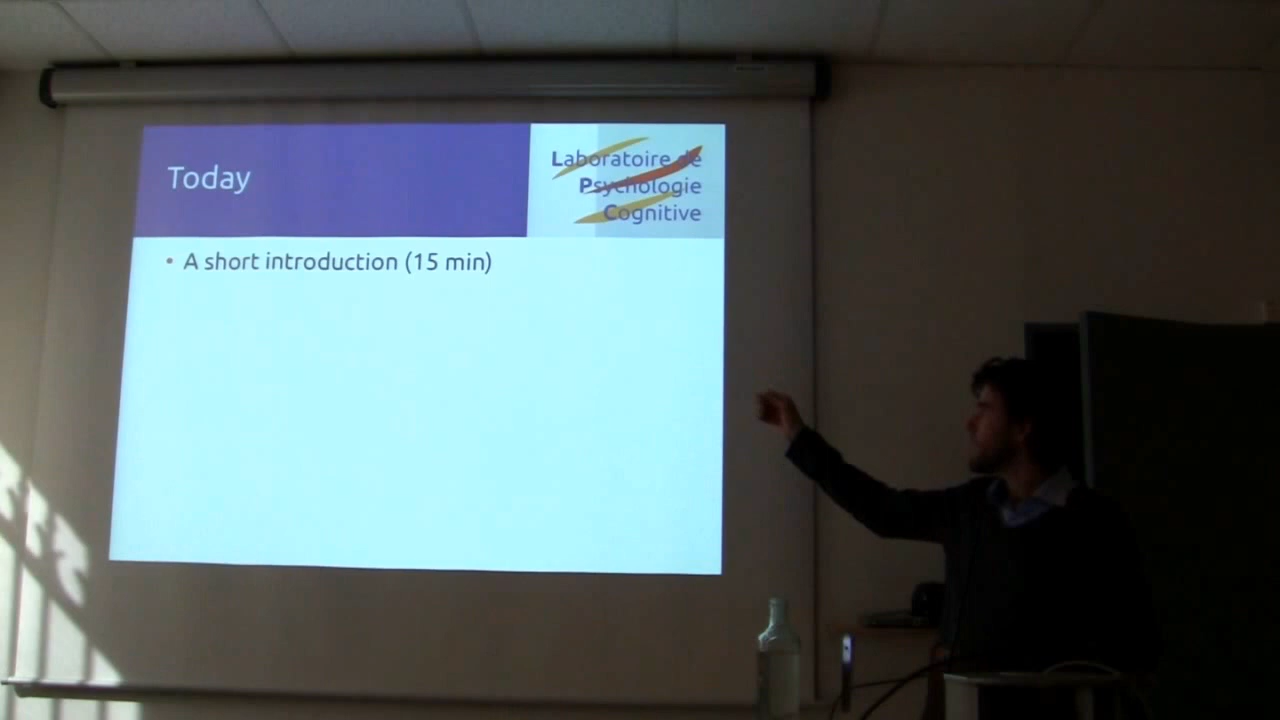 Today
Laboratoire de
Psychologie
Cognitive
• A short introduction (15 min)